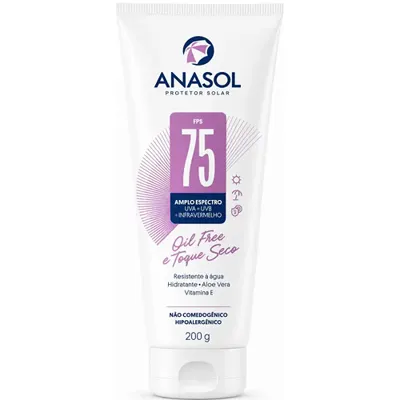 ANASOL
PROTETOR SOLAR
FPS
75
AMPLO ESPECTRO
UVA + UVB
+ INFRAVERMELHO
Oil Free
e Toque Seco
Resistente à água
Hidratante • Aloe Vera
Vitamina E
NÃO COMEDOGÊNICO
HIPOALERGÊNICO
200 g